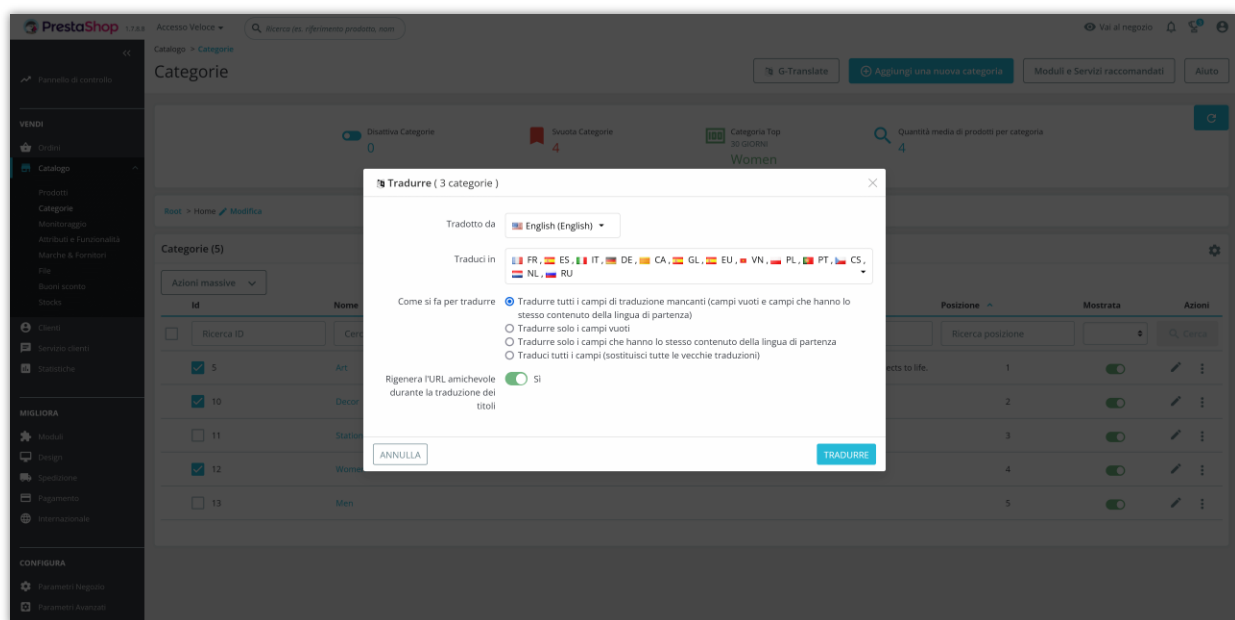 PrestaShop 1.7.8.8 Accesso Veloce Ricerca (es. riferimento prodotto, nom Vai al negozio
Catalogo > Categorie
Categorie
G-Translate
Aggiungi una nuova categoria
Moduli e Servizi raccomandati
Aiuto
Pannello di controllo
VENDI
Ordini
Catalogo
Prodotti
Categorie
Monitoraggio
Attributi e Funzionalità
Marche & Fornitori
File
Buoni sconto
Stocks
Clienti
Servizio clienti
Statistiche
MIGLIORA
Moduli
Design
Spedizione
Pagamento
Internazionale
CONFIGURA
Parametri Negozio
Parametri Avanzati
Disattiva Categorie
0
Svuota Categorie
4
Categoria Top
30 GIORNI
Women
Quantità media di prodotti per categoria
4
Root > Home Modifica
Categorie (5)
Azioni massive
Id Nome Posizione Mostrata Azioni
Ricerca ID Cerc Ricerca posizione Cerca
5 Art ects to life. 1
10 Decor 2
11 Station 3
12 Wome 4
13 Men 5
Tradurre ( 3 categorie )
Tradotto da English (English)
Traduci in FR, ES, IT, DE, CA, GL, EU, VN, PL, PT, CS,
NL, RU
Come si fa per tradurre Tradurre tutti i campi di traduzione mancanti (campi vuoti e campi che hanno lo
stesso contenuto della lingua di partenza)
Tradurre solo i campi vuoti
Tradurre solo i campi che hanno lo stesso contenuto della lingua di partenza
Traduci tutti i campi (sostituisci tutte le vecchie traduzioni)
Rigenera l'URL amichevole
durante la traduzione dei
titoli
Sì
ANNULLA
TRADURRE